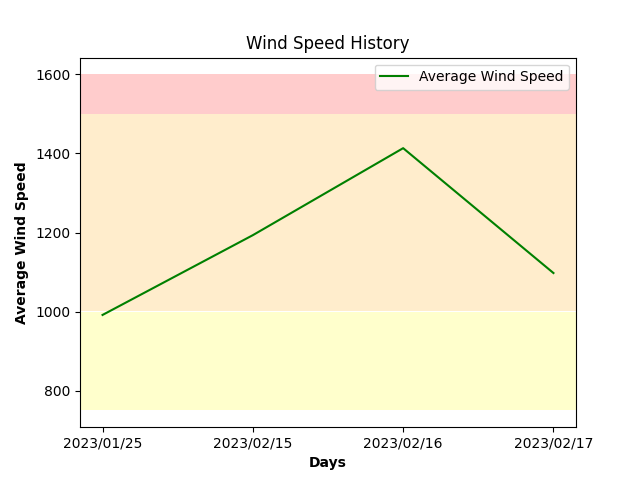 Wind Speed History
Average Wind Speed
1600
1400
1200
1000
800
Average Wind Speed
2023/01/25
2023/02/15
2023/02/16
2023/02/17
Days